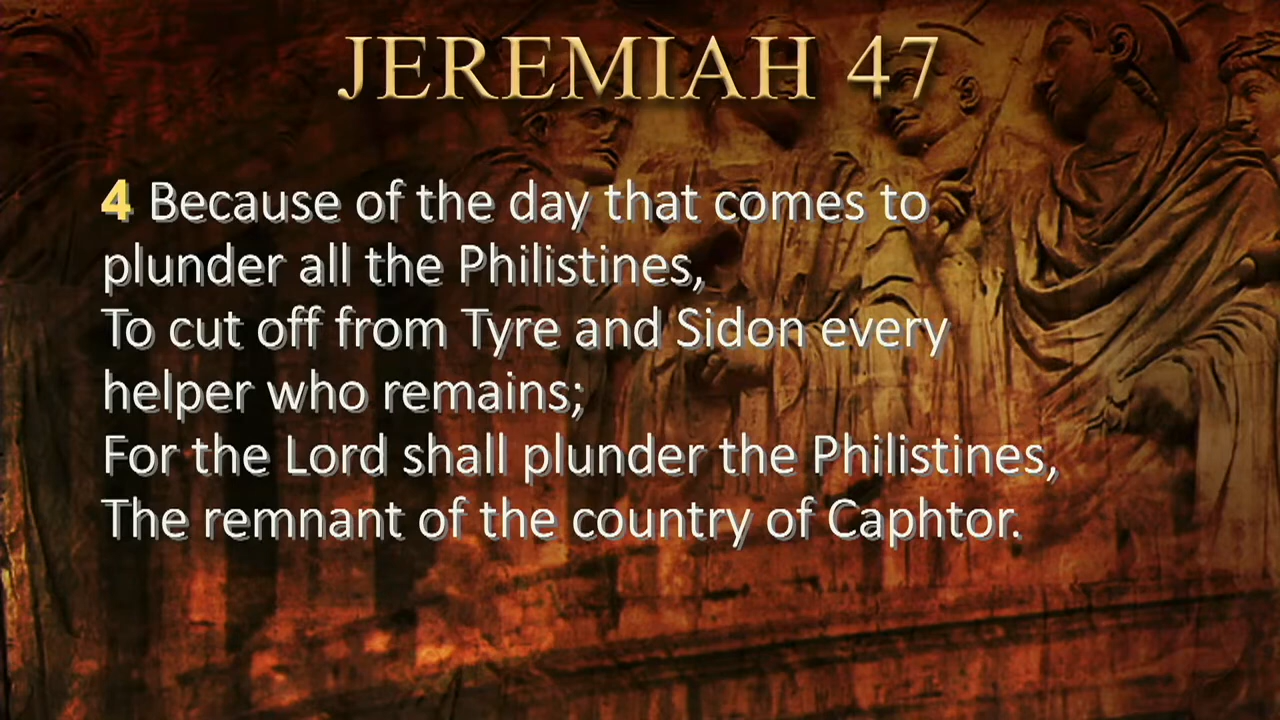 JEREMIAH 47
4 Because of the day that comes to
plunder all the Philistines,
To cut off from Tyre and Sidon every
helper who remains;
For the Lord shall plunder the Philistines,
The remnant of the country of Caphtor.